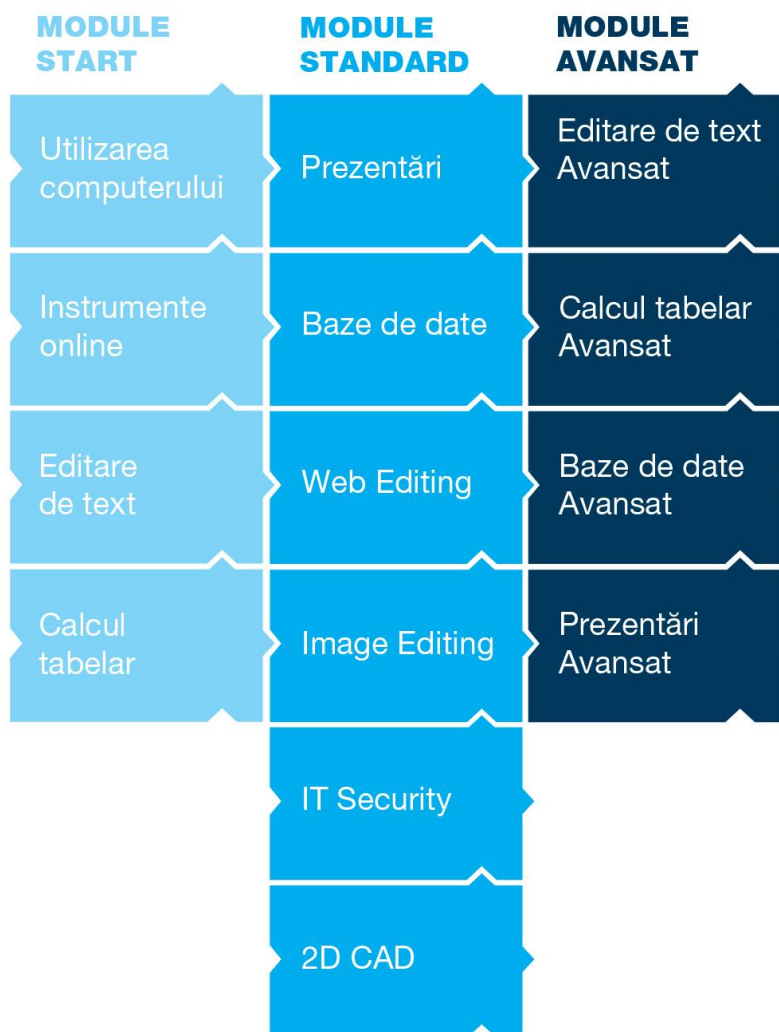 MODULE
START
Utilizarea
computerului
Instrumente
online
Editare
de text
Calcul
tabelar
MODULE
STANDARD
Prezentări
Baze de date
Web Editing
Image Editing
IT Security
2D CAD
MODULE
AVANSAT
Editare de text
Avansat
Calcul tabelar
Avansat
Baze de date
Avansat
Prezentări
Avansat